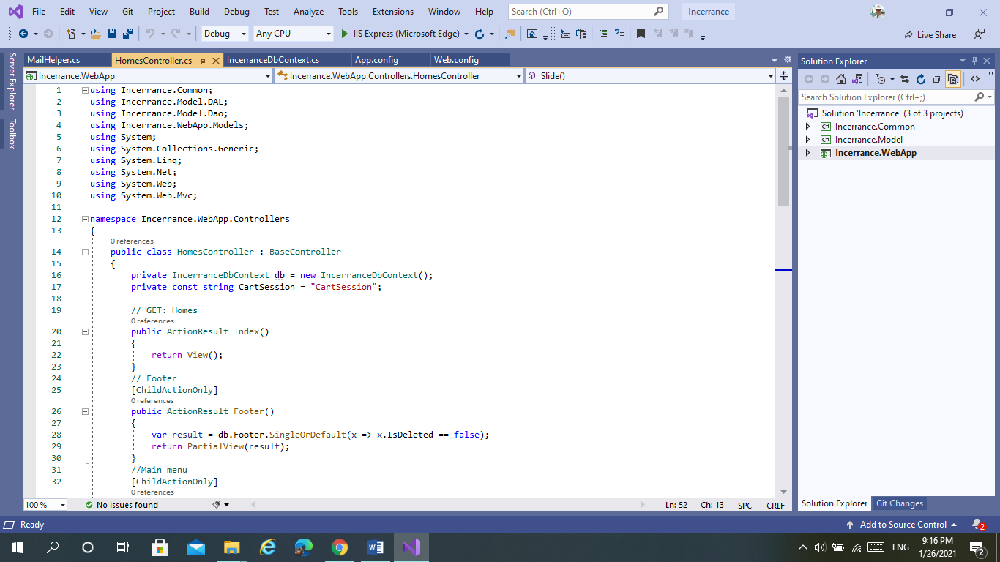 File Edit View Git Project Build Debug Test Analyze Tools Extensions Window Help Search (Ctrl+Q) Incerrance
Debug Any CPU IIS Express (Microsoft Edge) Live Share
Server Explorer
Toolbox
MailHelper.cs HomesController.cs IncerranceDbContext.cs App.config Web.config
Incerrance.WebApp Incerrance.WebApp.Controllers.HomesController Slide()
1 using Incerrance.Common;
2 using Incerrance.Model.DAL;
3 using Incerrance.Model.Dao;
4 using Incerrance.WebApp.Models;
5 using System;
6 using System.Collections.Generic;
7 using System.Linq;
8 using System.Net;
9 using System.Web;
10 using System.Web.Mvc;
11
12 namespace Incerrance.WebApp.Controllers
13 {
0 references
14 public class HomesController : BaseController
15 {
16 private IncerranceDbContext db = new IncerranceDbContext();
17 private const string CartSession = "CartSession";
18
19 // GET: Homes
0 references
20 public ActionResult Index()
21 {
22 return View();
23 }
24 // Footer
25 [ChildActionOnly]
0 references
26 public ActionResult Footer()
27 {
28 var result = db.Footer.SingleOrDefault(x => x.IsDeleted == false);
29 return PartialView(result);
30 }
31 //Main menu
32 [ChildActionOnly]
0 references
100 % No issues found Ln: 52 Ch: 13 SPC CRLF
Solution Explorer
Search Solution Explorer (Ctrl+;)
Solution 'Incerrance' (3 of 3 projects)
C# Incerrance.Common
C# Incerrance.Model
Incerrance.WebApp
Solution Explorer Git Changes
Ready Add to Source Control 2
ENG 9:16 PM
1/26/2021 2